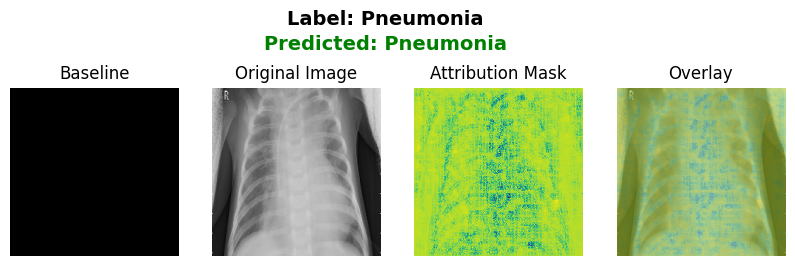 Label: Pneumonia
Predicted: Pneumonia
Baseline
Original Image
Attribution Mask
Overlay
R
R